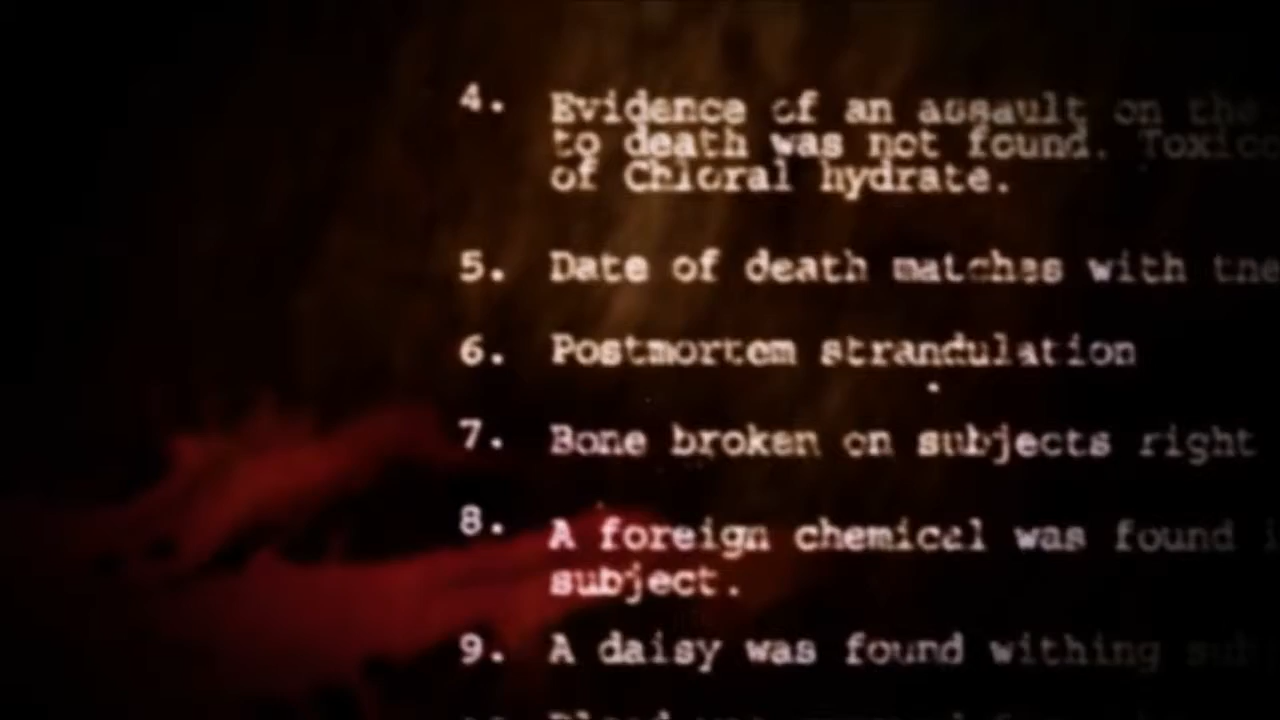 4. Evidence of an assault on the
to death was not found.
of Chloral hydrate.
5. Date of death matches with the
6. Postmortem strandulation
7. Bone broken on subjects right
8. A foreign chemical was found
subject.
9. A daisy was found withing